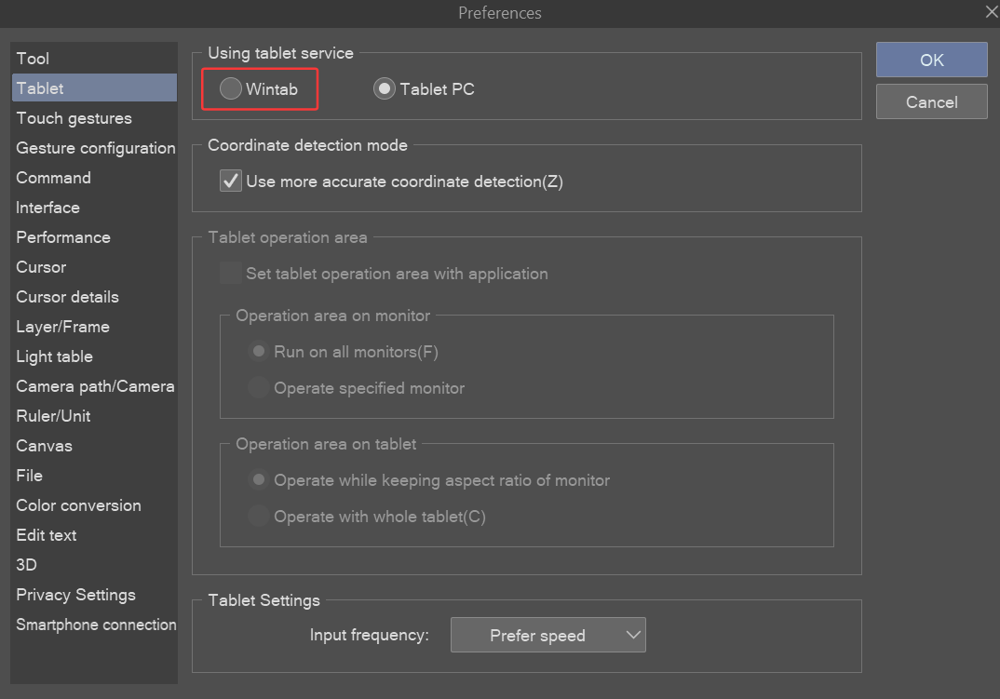 Preferences
Tool
Tablet
Touch gestures
Gesture configuration
Command
Interface
Performance
Cursor
Cursor details
Layer/Frame
Light table
Camera path/Camera
Ruler/Unit
Canvas
File
Color conversion
Edit text
3D
Privacy Settings
Smartphone connection
Using tablet service
Wintab
Tablet PC
Coordinate detection mode
Use more accurate coordinate detection(Z)
Tablet operation area
Set tablet operation area with application
Operation area on monitor
Run on all monitors(F)
Operate specified monitor
Operation area on tablet
Operate while keeping aspect ratio of monitor
Operate with whole tablet(C)
Tablet Settings
Input frequency:
Prefer speed
OK
Cancel